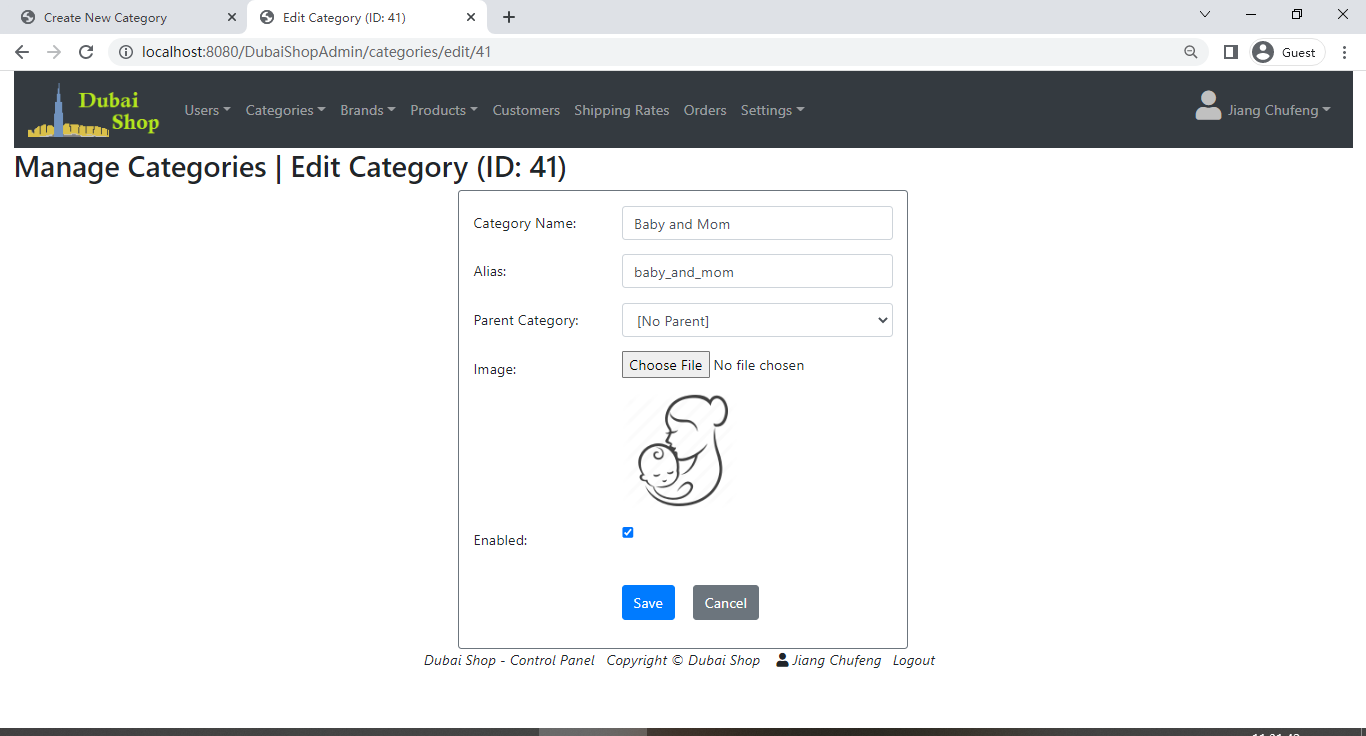 Create New Category
Edit Category (ID: 41)
localhost:8080/DubaiShopAdmin/categories/edit/41
Guest
Dubai
Shop
Users Categories Brands Products Customers Shipping Rates Orders Settings Jiang Chufeng
Manage Categories | Edit Category (ID: 41)
Category Name: Baby and Mom
Alias: baby_and_mom
Parent Category: [No Parent]
Image: Choose File No file chosen
Enabled:
Save Cancel
Dubai Shop - Control Panel Copyright © Dubai Shop Jiang Chufeng Logout